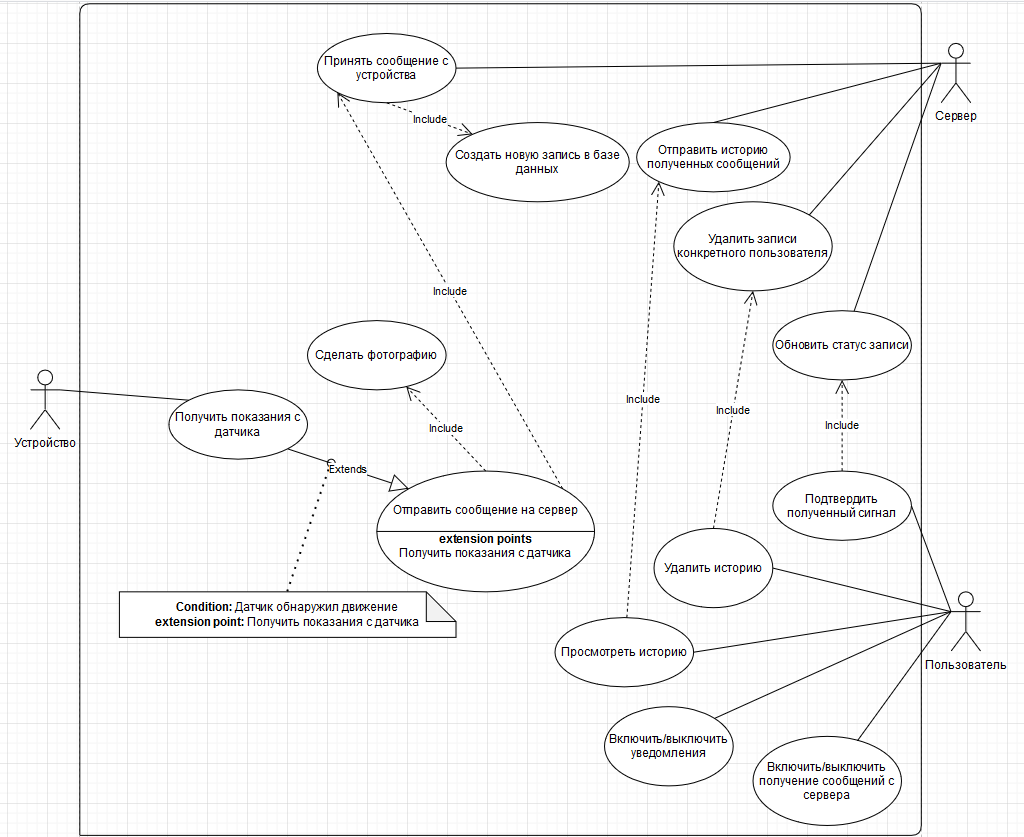 Принять сообщение с
устройства
Сервер
Include
Создать новую запись в базе
данных
Отправить историю
полученных сообщений
Удалить записи
конкретного пользователя
Include
Обновить статус записи
Сделать фотографию
Устройство
Получить показания с
датчика
Include
Include
Include
Include
Extends
Отправить сообщение на сервер
extension points
Получить показания с датчика
Подтвердить
полученный сигнал
Удалить историю
Condition: Датчик обнаружил движение
extension point: Получить показания с датчика
Просмотреть историю
Пользователь
Включить/выключить
уведомления
Включить/выключить
получение сообщений с
сервера